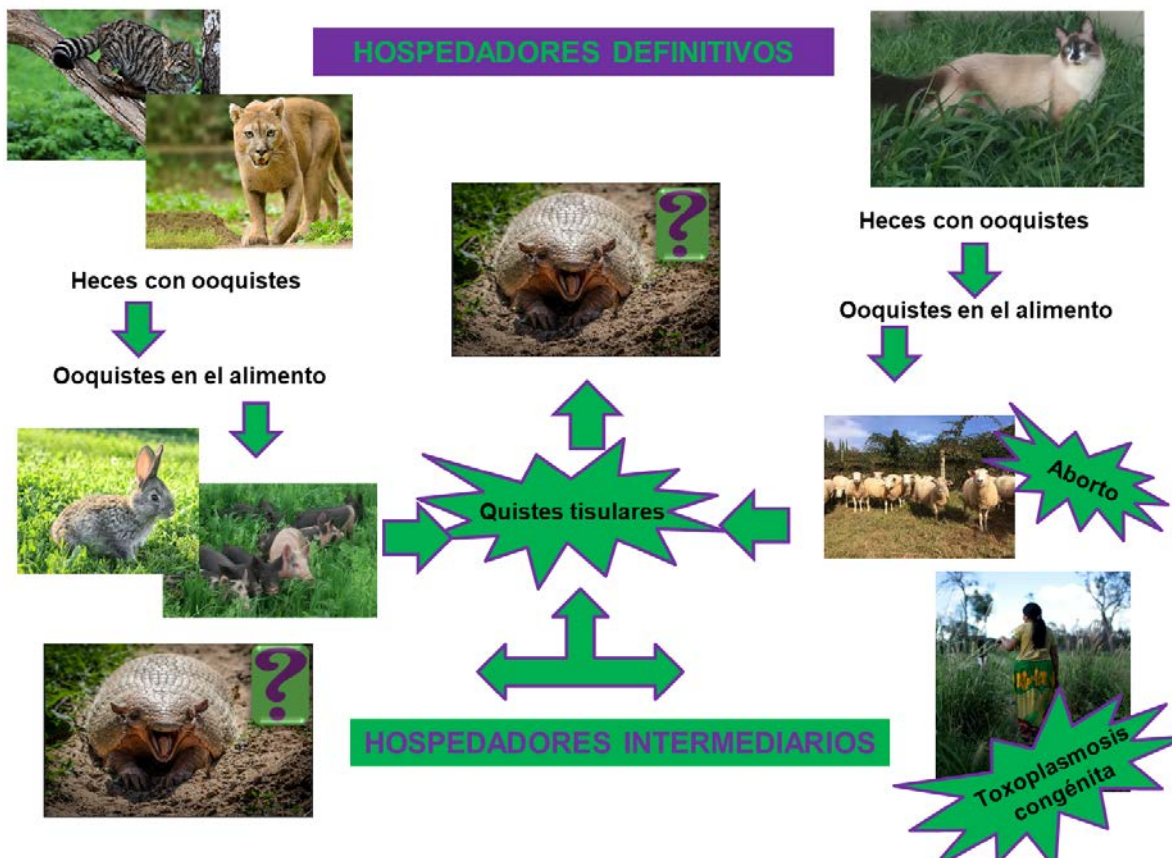 HOSPEDADORES DEFINITIVOS
?
Heces con ooquistes
Heces con ooquistes
Ooquistes en el alimento
Ooquistes en el alimento
Aborto
Quistes tisulares
?
HOSPEDADORES INTERMEDIARIOS
Toxoplasmosis
congénita